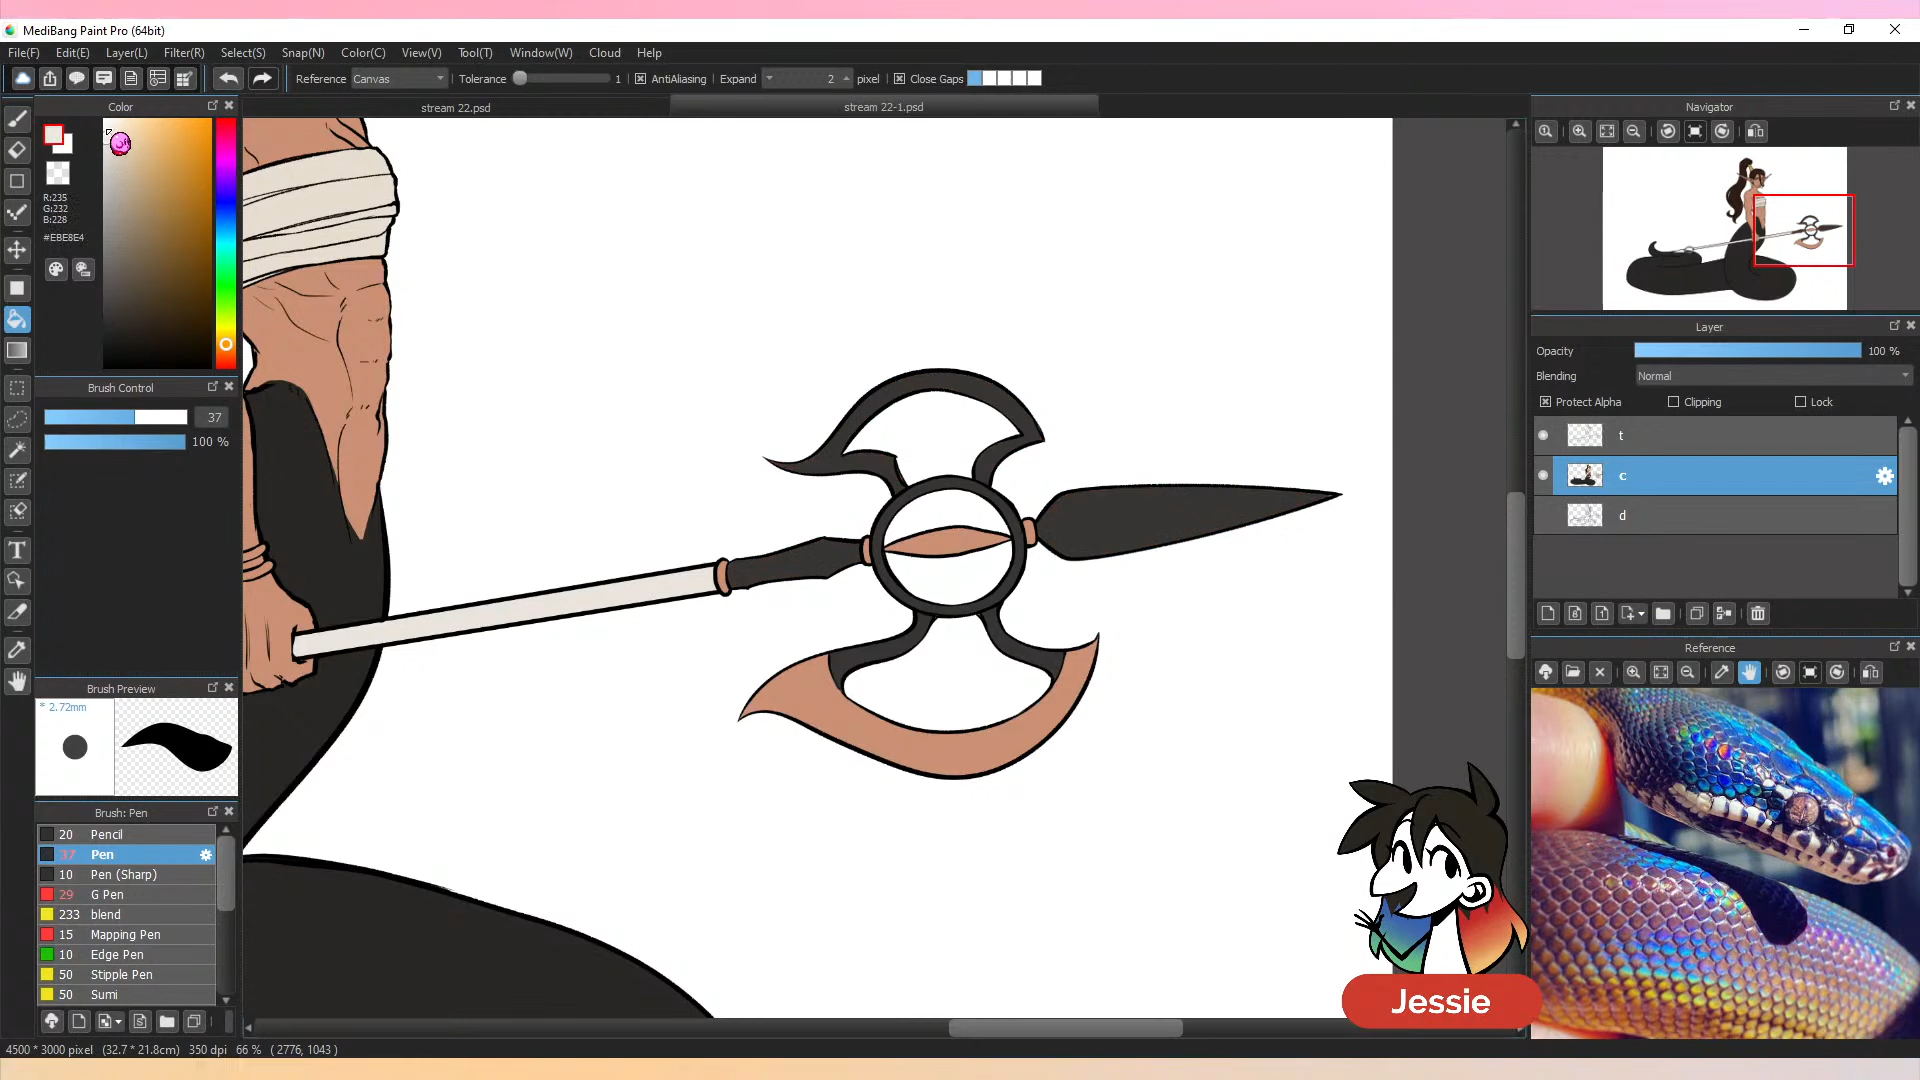 MediBang Paint Pro (64bit)
File(F) Edit(E) Layer(L) Filter(R) Select(S) Snap(N) Color(C) View(V) Tool(T) Window(W) Cloud Help
Reference Canvas Tolerance 1 AntiAliasing Expand 2 pixel Close Gaps
Color
stream 22.psd
stream 22-1.psd
Navigator
R:235
G:232
B:228
#EBE8E4
Layer
Opacity 100 %
Blending Normal
Protect Alpha Clipping Lock
t
c
d
Brush Control
37
100 %
Reference
Brush Preview
* 2.72mm
Brush: Pen
20 Pencil
37 Pen
10 Pen (Sharp)
29 G Pen
233 blend
15 Mapping Pen
10 Edge Pen
50 Stipple Pen
50 Sumi
Jessie
4500 * 3000 pixel (32.7 * 21.8cm) 350 dpi 66 % ( 2776, 1043 )